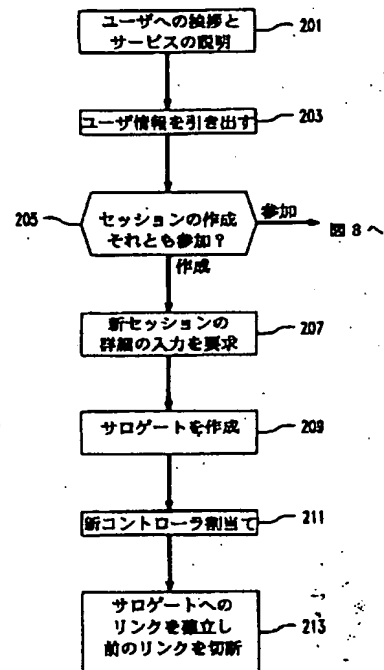 ユーザへの挨拶と
サービスの説明
201
ユーザ情報を引き出す
203
205
セッションの作成
それとも参加？
参加
図 8 へ
作成
新セッションの
詳細の入力を要求
207
サロゲートを作成
209
新コントローラ割当て
211
サロゲートへの
リンクを確立し
前のリンクを切断
213